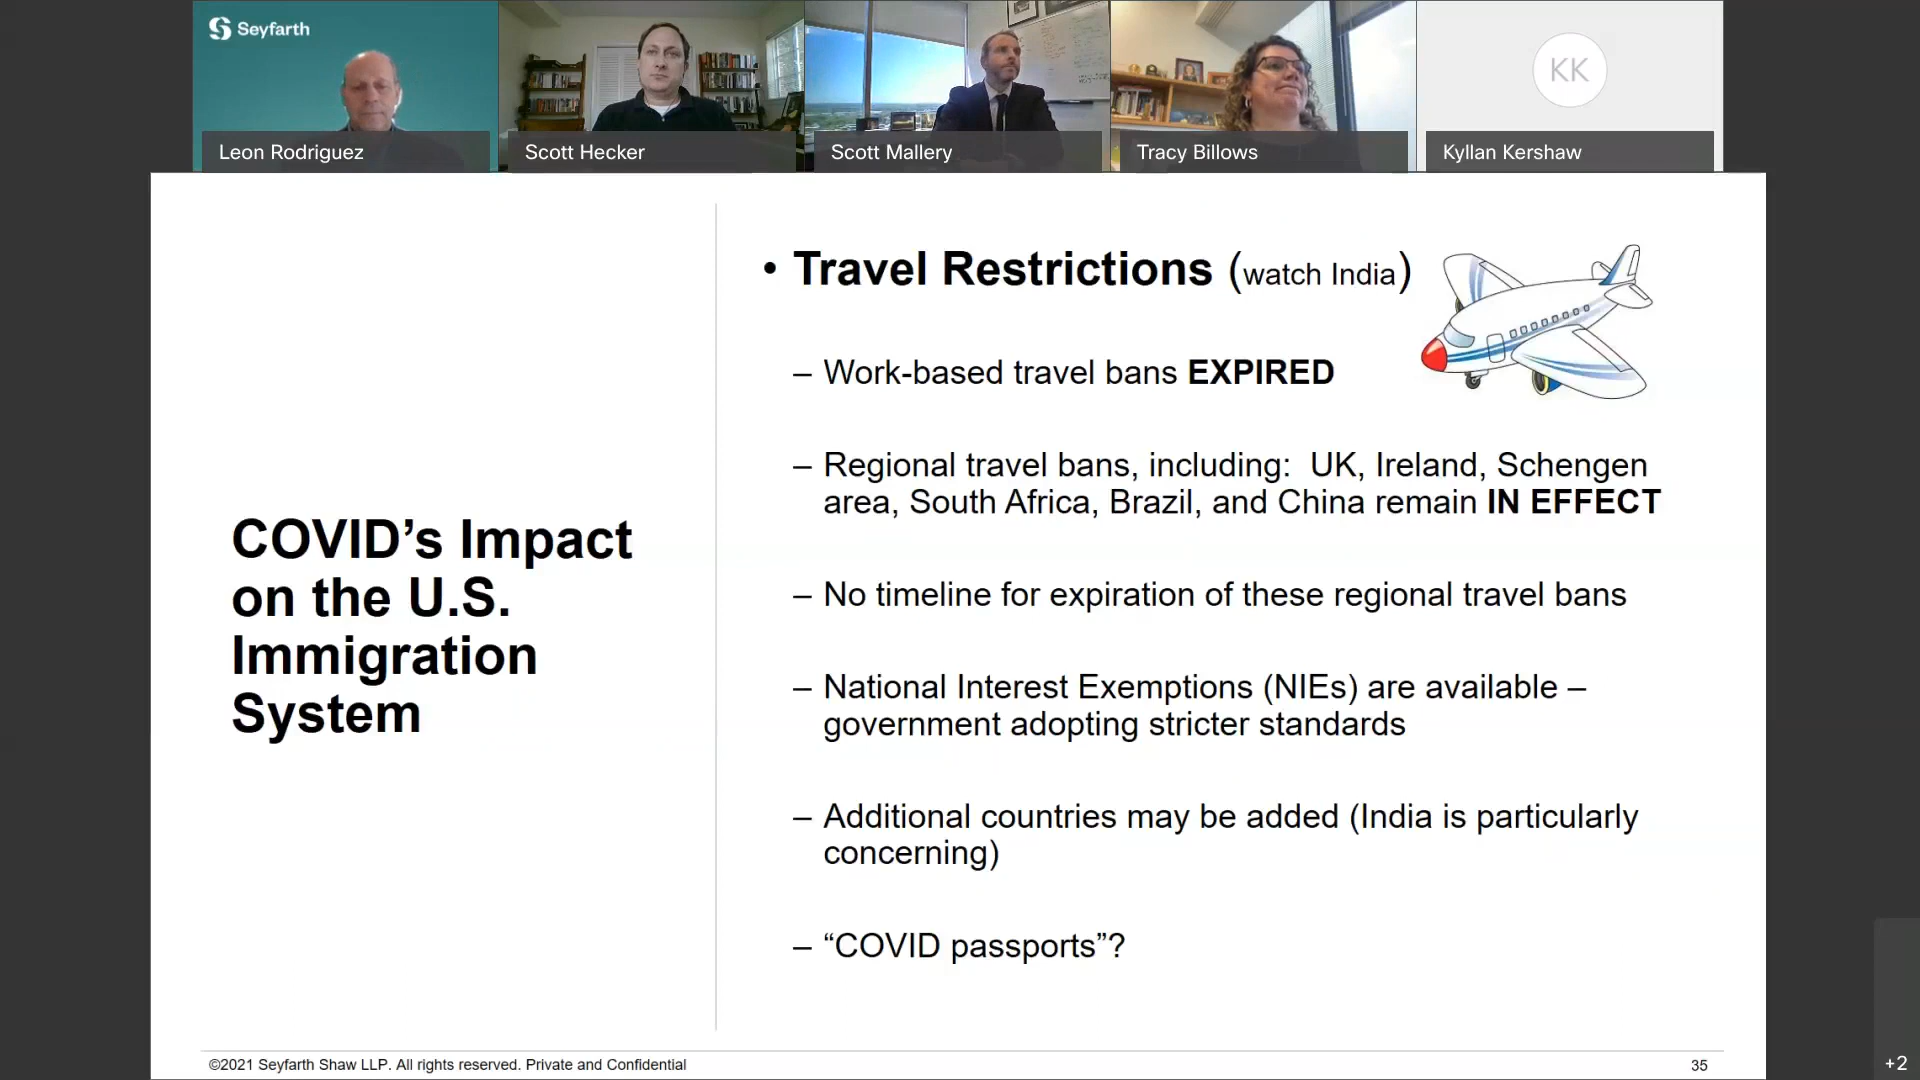 Seyfarth
Leon Rodriguez
Scott Hecker
Scott Mallery
Tracy Billows
KK
Kyllan Kershaw
COVID’s Impact
on the U.S.
Immigration
System
• Travel Restrictions (watch India)
– Work-based travel bans EXPIRED
– Regional travel bans, including: UK, Ireland, Schengen
area, South Africa, Brazil, and China remain IN EFFECT
– No timeline for expiration of these regional travel bans
– National Interest Exemptions (NIEs) are available –
government adopting stricter standards
– Additional countries may be added (India is particularly
concerning)
– “COVID passports”?
©2021 Seyfarth Shaw LLP. All rights reserved. Private and Confidential
35
+2